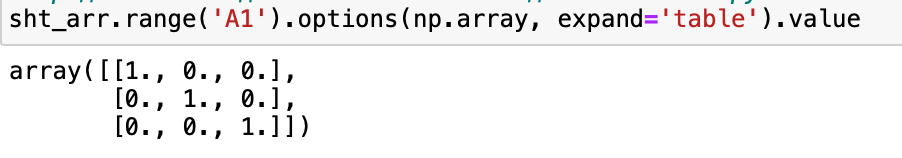 sht_arr.range('A1').options(np.array, expand='table').value
array([[1., 0., 0.],
       [0., 1., 0.],
       [0., 0., 1.]])